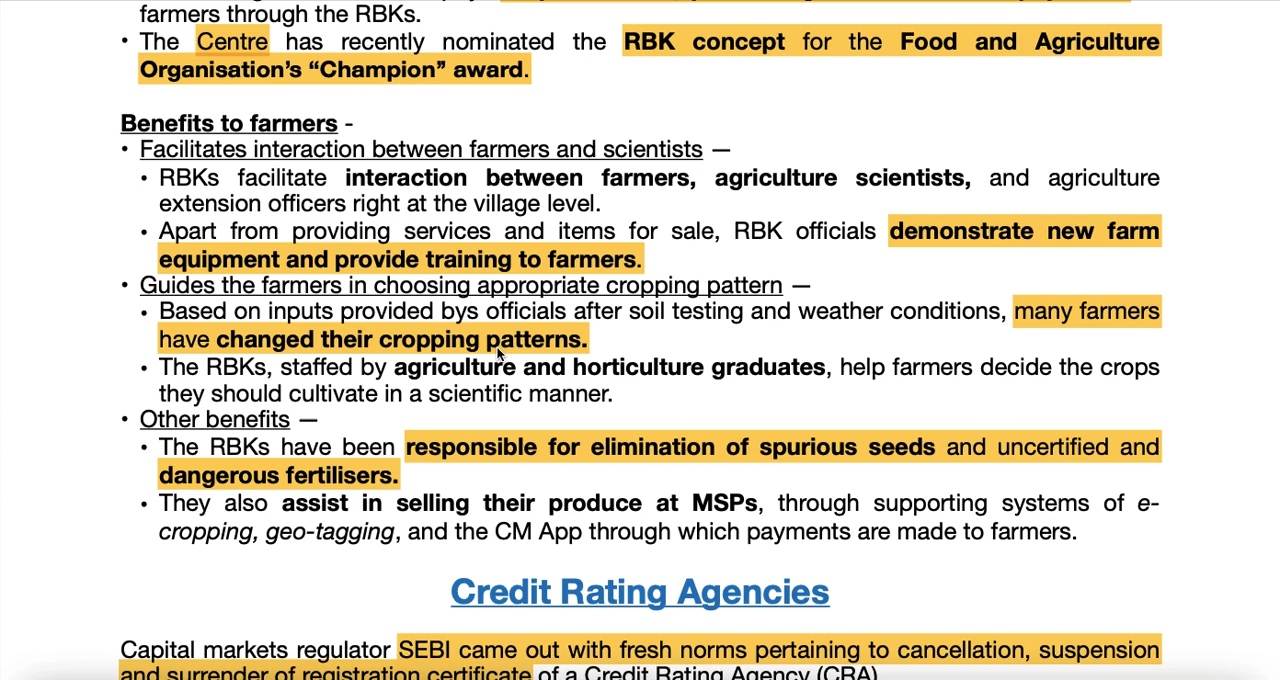 farmers through the RBKs.
• The Centre has recently nominated the RBK concept for the Food and Agriculture
Organisation’s “Champion” award.
Benefits to farmers -
• Facilitates interaction between farmers and scientists —
• RBKs facilitate interaction between farmers, agriculture scientists, and agriculture
extension officers right at the village level.
• Apart from providing services and items for sale, RBK officials demonstrate new farm
equipment and provide training to farmers.
• Guides the farmers in choosing appropriate cropping pattern —
• Based on inputs provided bys officials after soil testing and weather conditions, many farmers
have changed their cropping patterns.
• The RBKs, staffed by agriculture and horticulture graduates, help farmers decide the crops
they should cultivate in a scientific manner.
• Other benefits —
• The RBKs have been responsible for elimination of spurious seeds and uncertified and
dangerous fertilisers.
• They also assist in selling their produce at MSPs, through supporting systems of e-
cropping, geo-tagging, and the CM App through which payments are made to farmers.
Credit Rating Agencies
Capital markets regulator SEBI came out with fresh norms pertaining to cancellation, suspension
and surrender of registration certificate of a Credit Rating Agency (CRA)